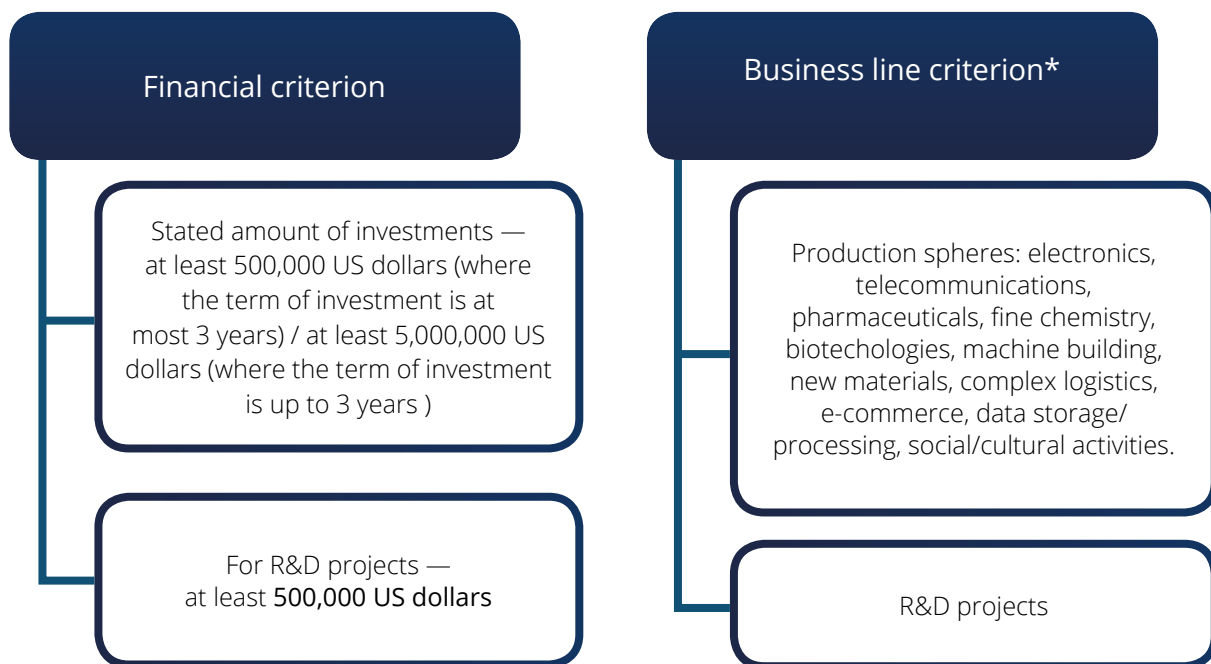 Financial criterion
Stated amount of investments —
at least 500,000 US dollars (where
the term of investment is at
most 3 years) / at least 5,000,000 US
dollars (where the term of investment
is up to 3 years )
For R&D projects —
at least 500,000 US dollars
Business line criterion*
Production spheres: electronics,
telecommunications,
pharmaceuticals, fine chemistry,
biotechologies, machine building,
new materials, complex logistics,
e-commerce, data storage/
processing, social/cultural activities.
R&D projects